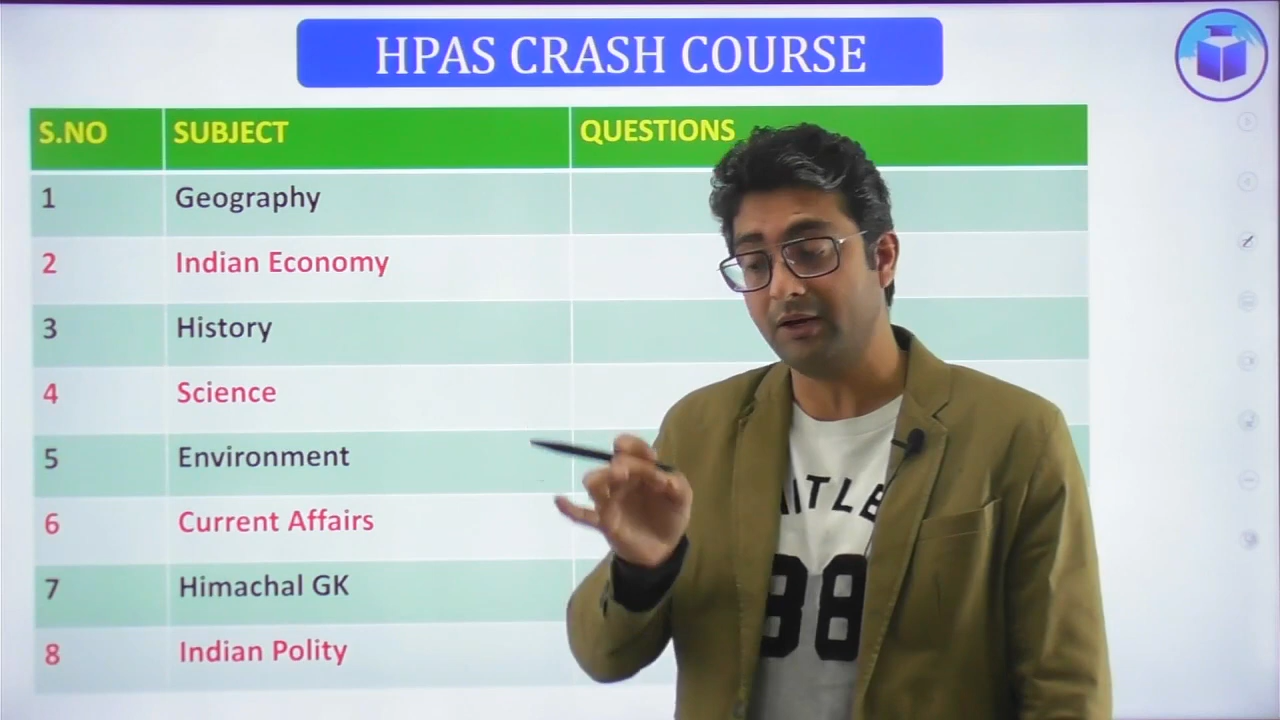 HPAS CRASH COURSE
S.NO SUBJECT QUESTIONS
1 Geography
2 Indian Economy
3 History
4 Science
5 Environment
6 Current Affairs
7 Himachal GK
8 Indian Polity
88